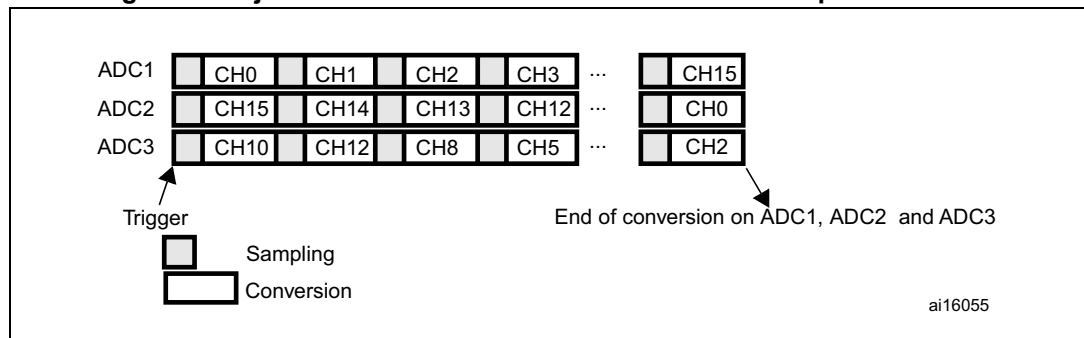 ADC1 CH0 CH1 CH2 CH3 ... CH15
ADC2 CH15 CH14 CH13 CH12 ... CH0
ADC3 CH10 CH12 CH8 CH5 ... CH2
Trigger
End of conversion on ADC1, ADC2 and ADC3
Sampling
Conversion
ai16055